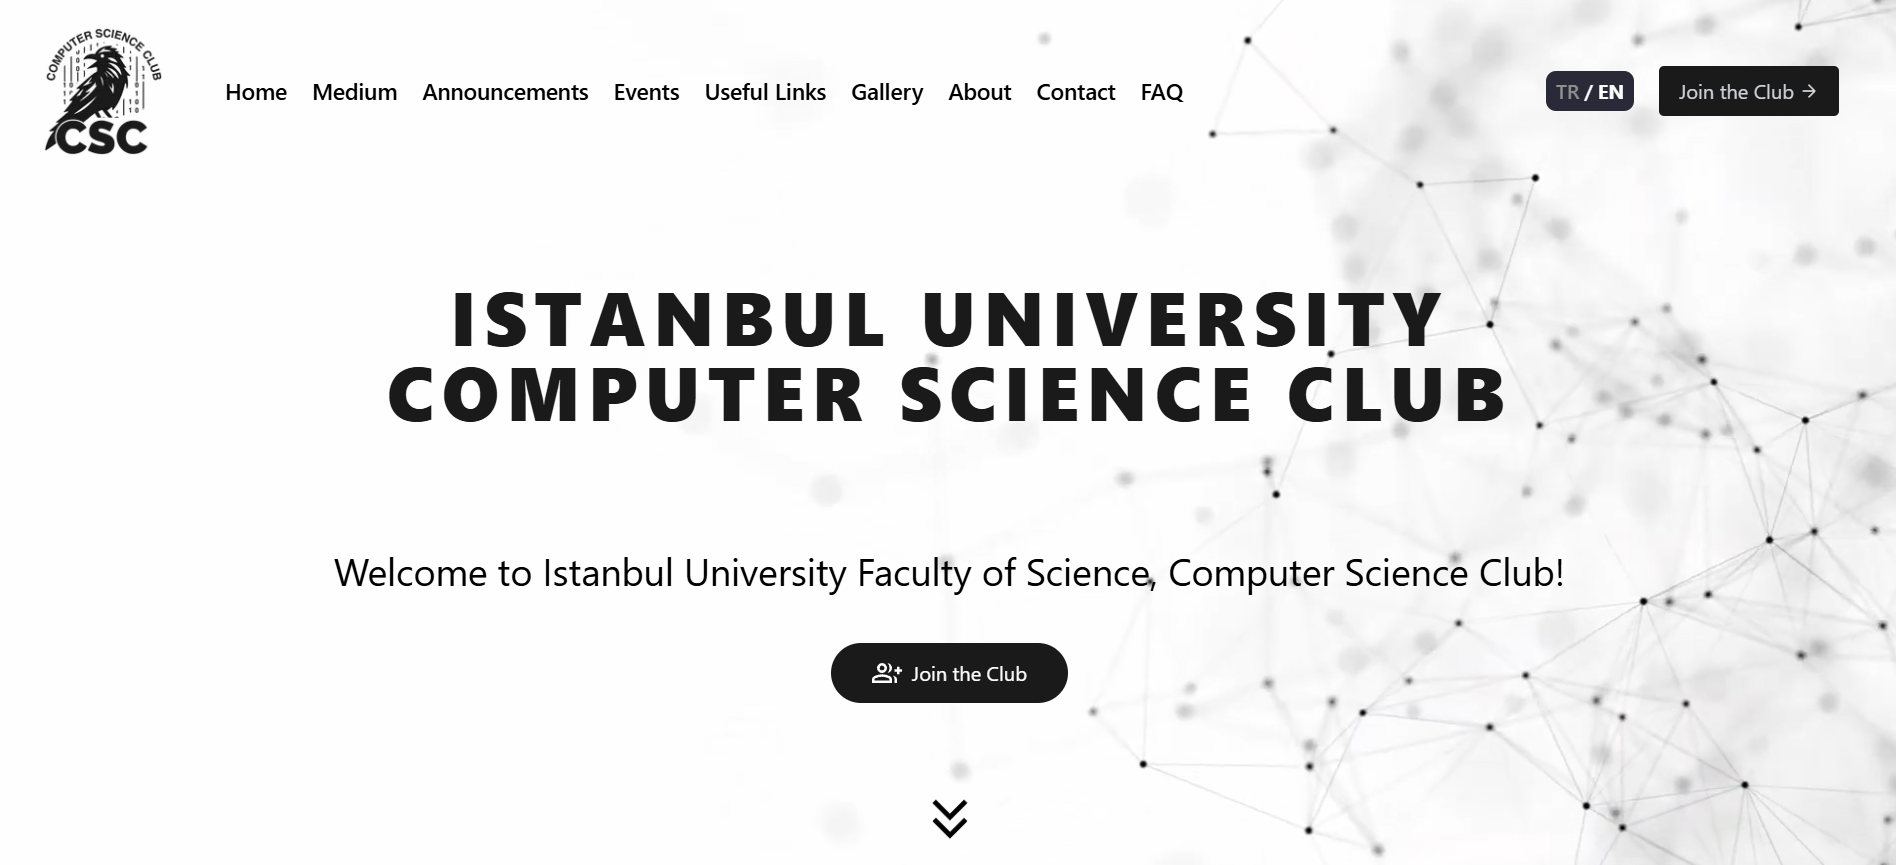 COMPUTER SCIENCE CLUB
CSC
Home Medium Announcements Events Useful Links Gallery About Contact FAQ
TR / EN
Join the Club →
ISTANBUL UNIVERSITY
COMPUTER SCIENCE CLUB
Welcome to Istanbul University Faculty of Science, Computer Science Club!
Join the Club